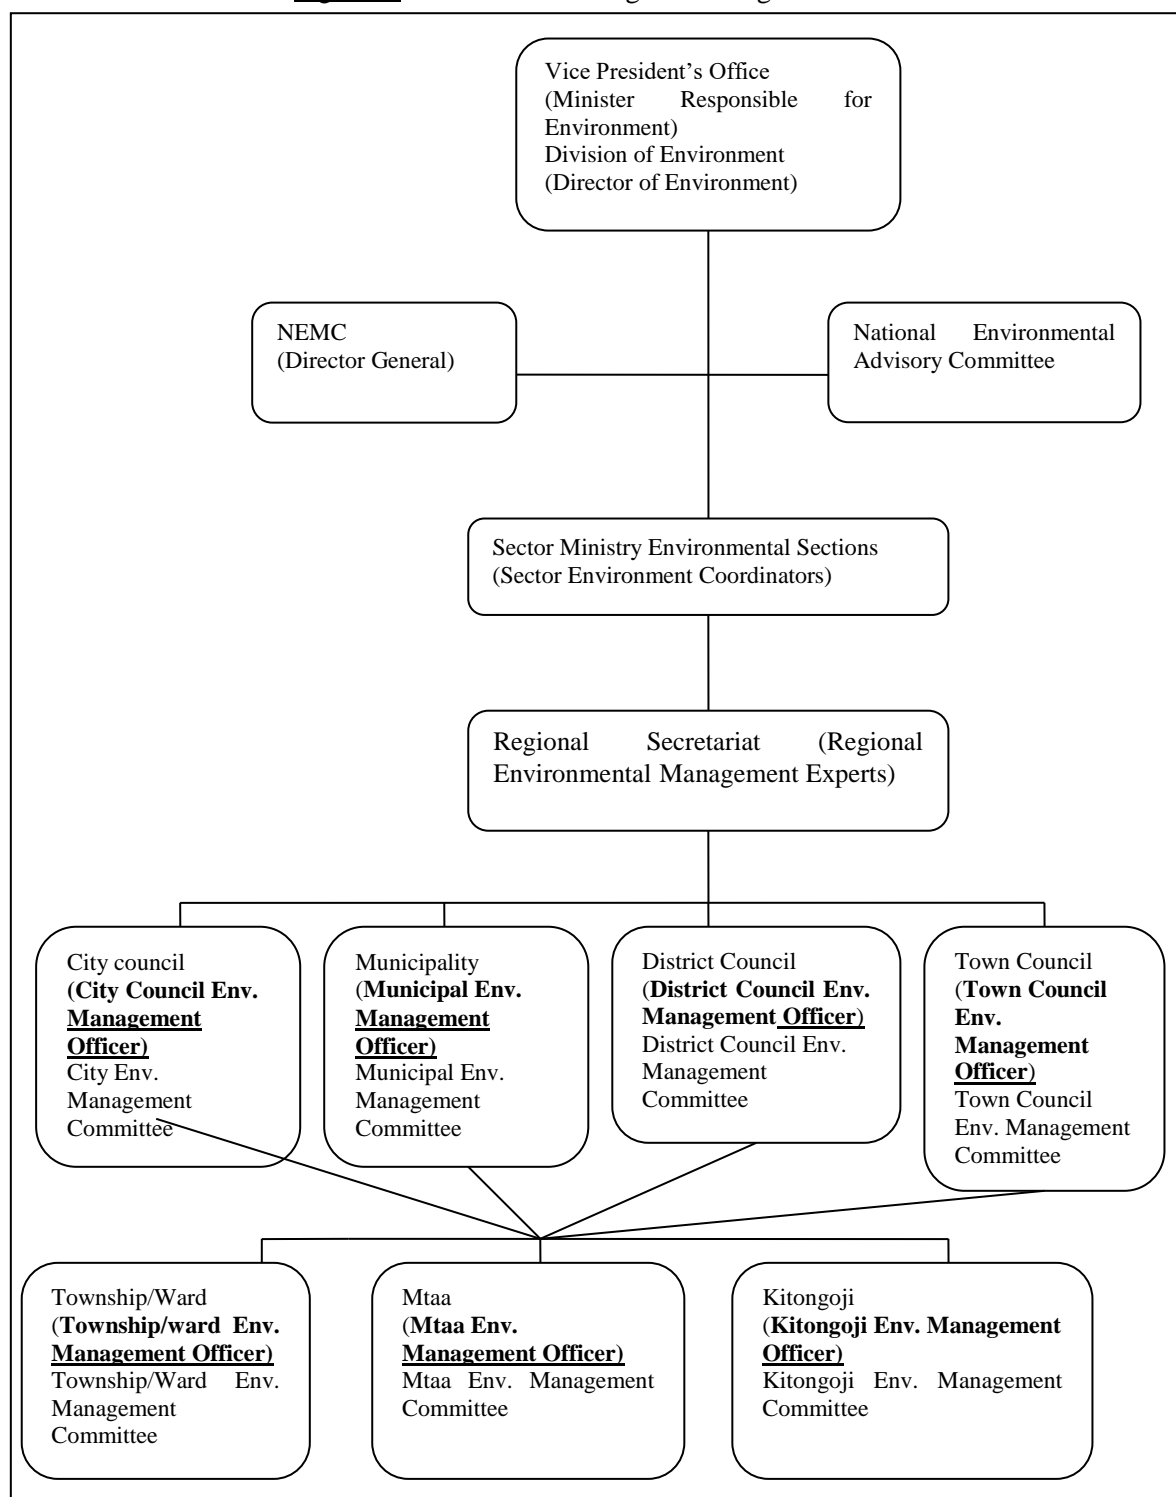 Vice President's Office
(Minister Responsible for
Environment)
Division of Environment
(Director of Environment)
NEMC
(Director General)
National Environmental
Advisory Committee
Sector Ministry Environmental Sections
(Sector Environment Coordinators)
Regional Secretariat (Regional
Environmental Management Experts)
City council
(City Council Env.
Management
Officer)
City Env.
Management
Committee
Municipality
(Municipal Env.
Management
Officer)
Municipal Env.
Management
Committee
District Council
(District Council Env.
Management Officer)
District Council Env.
Management
Committee
Town Council
(Town Council
Env.
Management
Officer)
Town Council
Env. Management
Committee
Township/Ward
(Township/ward Env.
Management Officer)
Township/Ward Env.
Management
Committee
Mtaa
(Mtaa Env.
Management Officer)
Mtaa Env. Management
Committee
Kitongoji
(Kitongoji Env. Management
Officer)
Kitongoji Env. Management
Committee